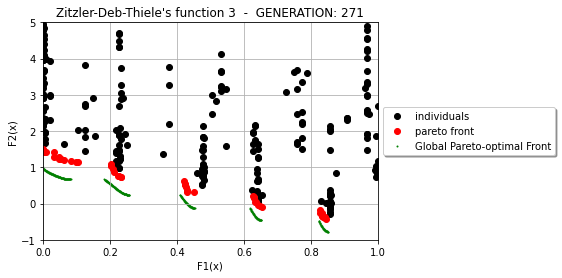 Zitzler-Deb-Thiele's function 3 - GENERATION: 271
5
4
3
2
1
0
−1
F2(x)
0.0 0.2 0.4 0.6 0.8 1.0
F1(x)
individuals
pareto front
Global Pareto-optimal Front